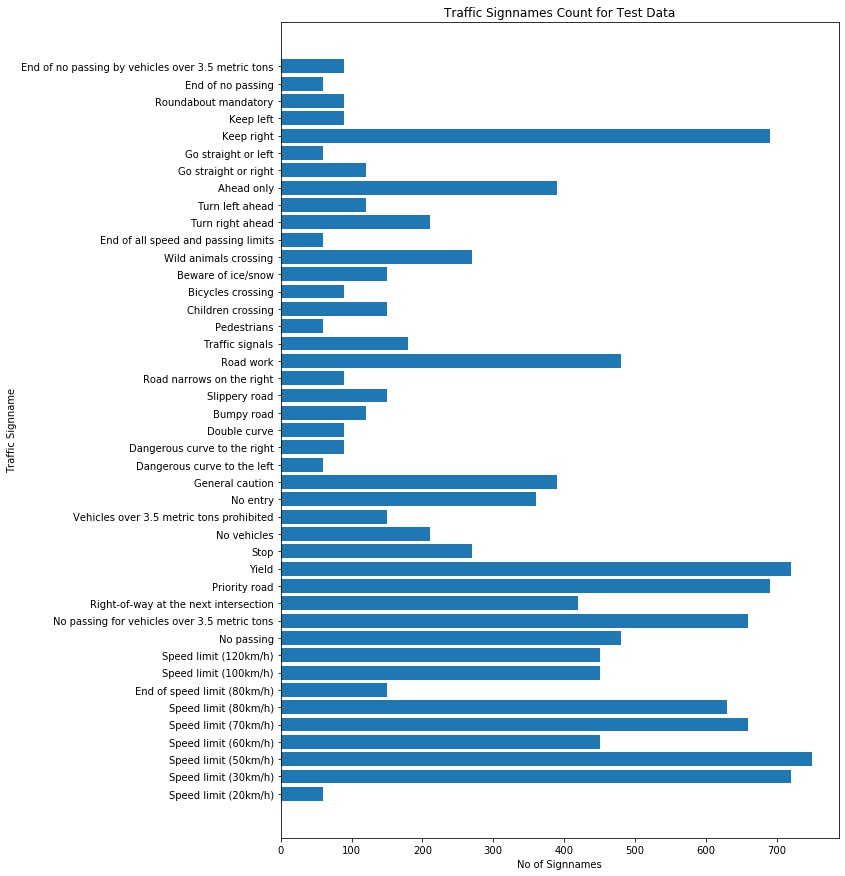 Traffic Signnames Count for Test Data
End of no passing by vehicles over 3.5 metric tons
End of no passing
Roundabout mandatory
Keep left
Keep right
Go straight or left
Go straight or right
Ahead only
Turn left ahead
Turn right ahead
End of all speed and passing limits
Wild animals crossing
Beware of ice/snow
Bicycles crossing
Children crossing
Pedestrians
Traffic signals
Road work
Road narrows on the right
Slippery road
Bumpy road
Double curve
Dangerous curve to the right
Dangerous curve to the left
General caution
No entry
Vehicles over 3.5 metric tons prohibited
No vehicles
Stop
Yield
Priority road
Right-of-way at the next intersection
No passing for vehicles over 3.5 metric tons
No passing
Speed limit (120km/h)
Speed limit (100km/h)
End of speed limit (80km/h)
Speed limit (80km/h)
Speed limit (70km/h)
Speed limit (60km/h)
Speed limit (50km/h)
Speed limit (30km/h)
Speed limit (20km/h)
Traffic Signname
0 100 200 300 400 500 600 700
No of Signnames